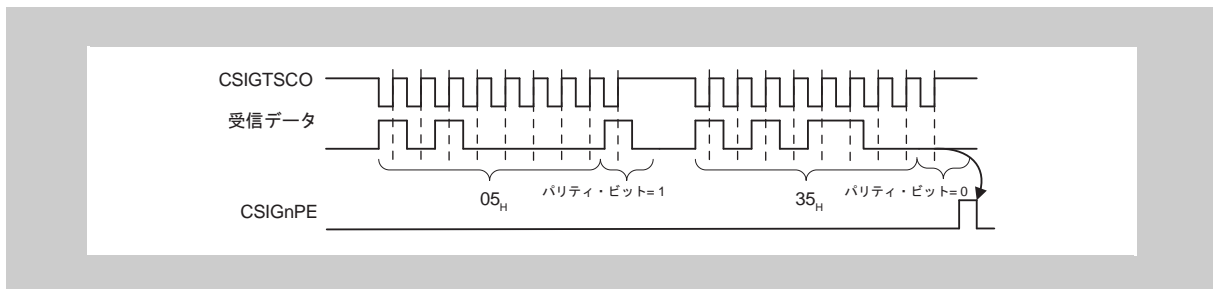 CSIGTSCO
受信データ
05H
パリティ・ビット= 1
35H
パリティ・ビット= 0
CSIGnPE